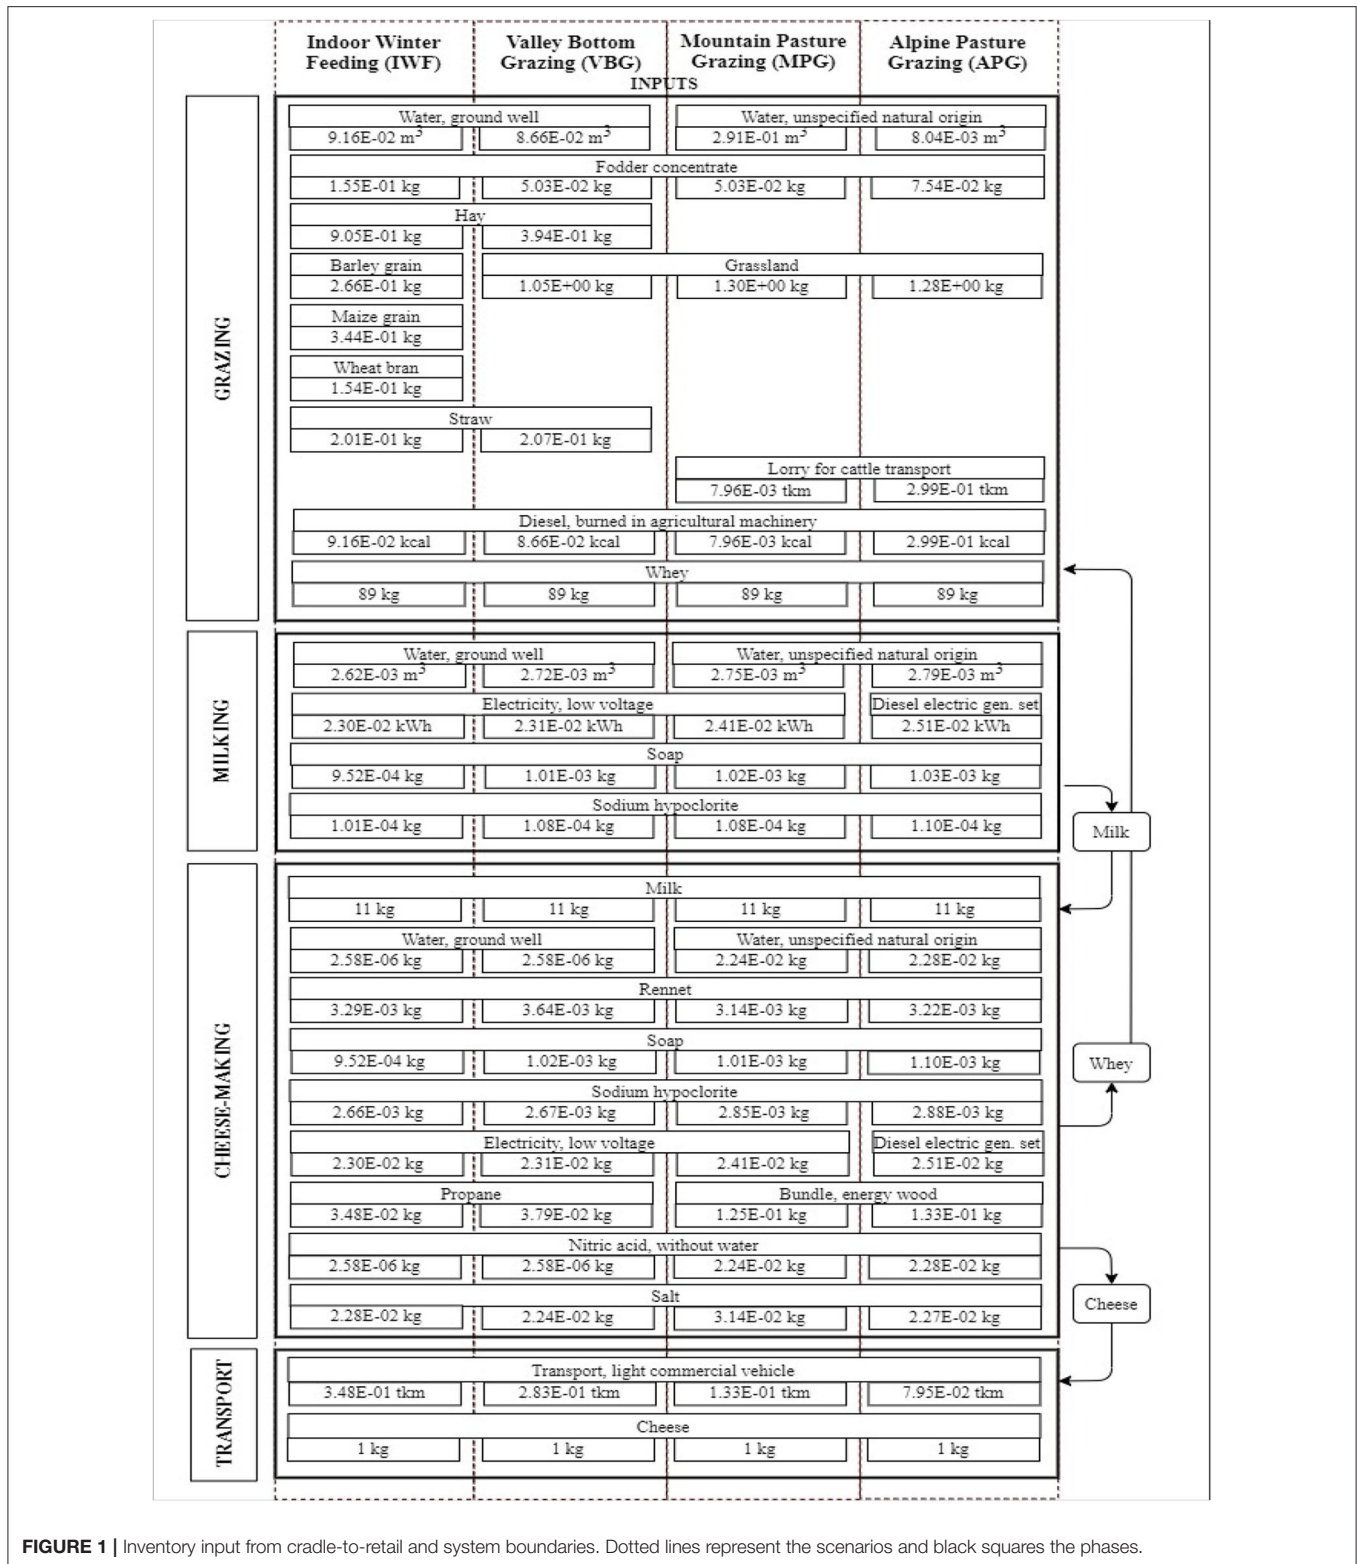 Indoor Winter
Feeding (IWF)
Valley Bottom
Grazing (VBG)
Mountain Pasture
Grazing (MPG)
Alpine Pasture
Grazing (APG)
INPUTS
GRAZING
Water, ground well
Water, unspecified natural origin
9.16E-02 m³
8.66E-02 m³
2.91E-01 m³
8.04E-03 m³
Fodder concentrate
1.55E-01 kg
5.03E-02 kg
5.03E-02 kg
7.54E-02 kg
Hay
9.05E-01 kg
3.94E-01 kg
Barley grain
Grassland
2.66E-01 kg
1.05E+00 kg
1.30E+00 kg
1.28E+00 kg
Maize grain
3.44E-01 kg
Wheat bran
1.54E-01 kg
Straw
2.01E-01 kg
2.07E-01 kg
Lorry for cattle transport
7.96E-03 tkm
2.99E-01 tkm
Diesel, burned in agricultural machinery
9.16E-02 kcal
8.66E-02 kcal
7.96E-03 kcal
2.99E-01 kcal
Whey
89 kg
89 kg
89 kg
89 kg
MILKING
Water, ground well
Water, unspecified natural origin
2.62E-03 m³
2.72E-03 m³
2.75E-03 m³
2.79E-03 m³
Electricity, low voltage
Diesel electric gen. set
2.30E-02 kWh
2.31E-02 kWh
2.41E-02 kWh
2.51E-02 kWh
Soap
9.52E-04 kg
1.01E-03 kg
1.02E-03 kg
1.03E-03 kg
Sodium hypoclorite
1.01E-04 kg
1.08E-04 kg
1.08E-04 kg
1.10E-04 kg
Milk
CHEESE-MAKING
Milk
11 kg
11 kg
11 kg
11 kg
Water, ground well
Water, unspecified natural origin
2.58E-06 kg
2.58E-06 kg
2.24E-02 kg
2.28E-02 kg
Rennet
3.29E-03 kg
3.64E-03 kg
3.14E-03 kg
3.22E-03 kg
Soap
9.52E-04 kg
1.02E-03 kg
1.01E-03 kg
1.10E-03 kg
Whey
Sodium hypoclorite
2.66E-03 kg
2.67E-03 kg
2.85E-03 kg
2.88E-03 kg
Electricity, low voltage
Diesel electric gen. set
2.30E-02 kg
2.31E-02 kg
2.41E-02 kg
2.51E-02 kg
Propane
Bundle, energy wood
3.48E-02 kg
3.79E-02 kg
1.25E-01 kg
1.33E-01 kg
Nitric acid, without water
2.58E-06 kg
2.58E-06 kg
2.24E-02 kg
2.28E-02 kg
Salt
2.28E-02 kg
2.24E-02 kg
3.14E-02 kg
2.27E-02 kg
Cheese
TRANSPORT
Transport, light commercial vehicle
3.48E-01 tkm
2.83E-01 tkm
1.33E-01 tkm
7.95E-02 tkm
Cheese
1 kg
1 kg
1 kg
1 kg
FIGURE 1 | Inventory input from cradle-to-retail and system boundaries. Dotted lines represent the scenarios and black squares the phases.